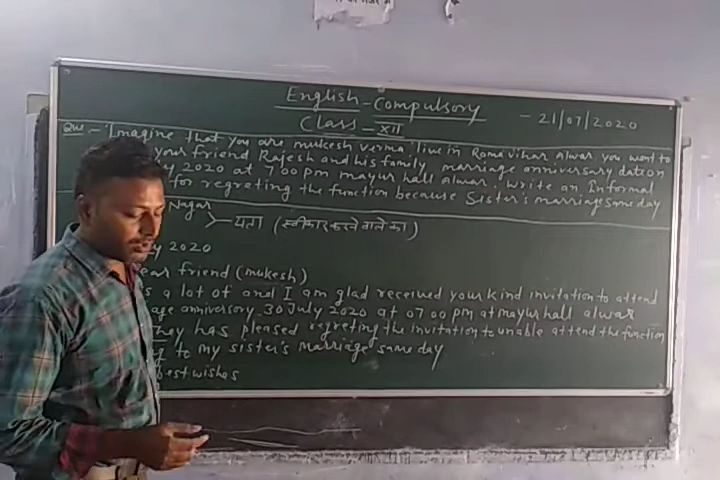 English - Compulsory
Class - XII
- 21/07/2020
Que - 'Imagine that you are mukesh verma live in Roma vihar Alwar you want to
your friend Rajesh and his family marriage anniversary date on
2020 at 7:00 pm mayur hall Alwar. Write an Informal
for regreting the function because Sister's marriage same day
Nagar
पता (स्वीकार करने वाले का)
2020
ear friend (mukesh)
s a lot of and I am glad received your kind invitation to attend
age anniversary 30 July 2020 at 07 00 pm at mayur hall alwar
hey has pleased regreting the invitation to unable attend the function
to my sister's marriage same day
best wishes